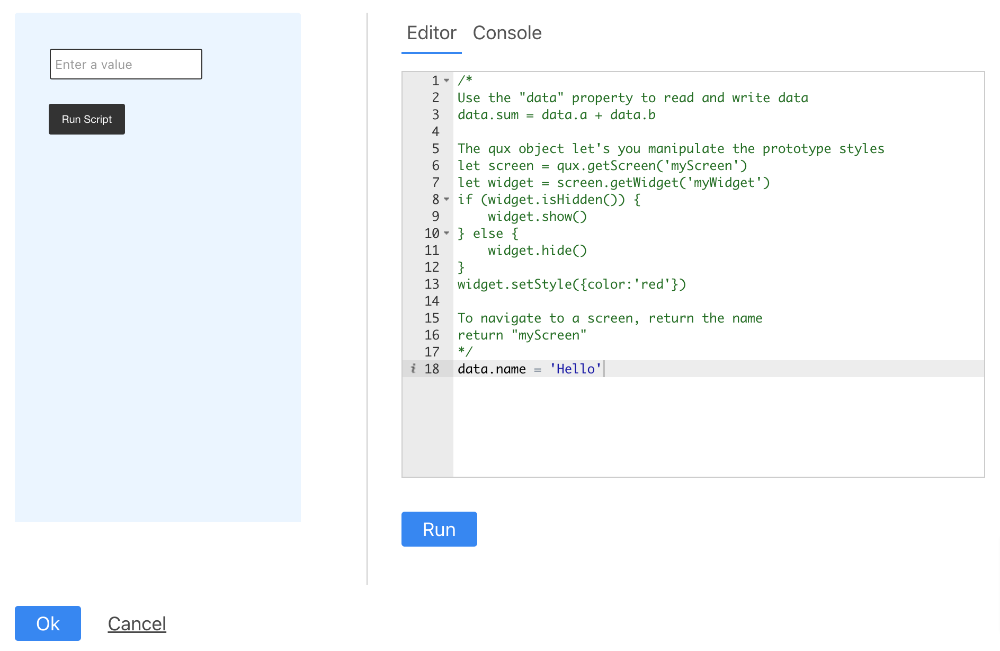 Enter a value
Run Script
Editor Console
1 /*
2 Use the "data" property to read and write data
3 data.sum = data.a + data.b
4
5 The qux object let's you manipulate the prototype styles
6 let screen = qux.getScreen('myScreen')
7 let widget = screen.getWidget('myWidget')
8 if (widget.isHidden()) {
9     widget.show()
10 } else {
11     widget.hide()
12 }
13 widget.setStyle({color:'red'})
14
15 To navigate to a screen, return the name
16 return "myScreen"
17 */
i 18 data.name = 'Hello'
Run
Ok Cancel